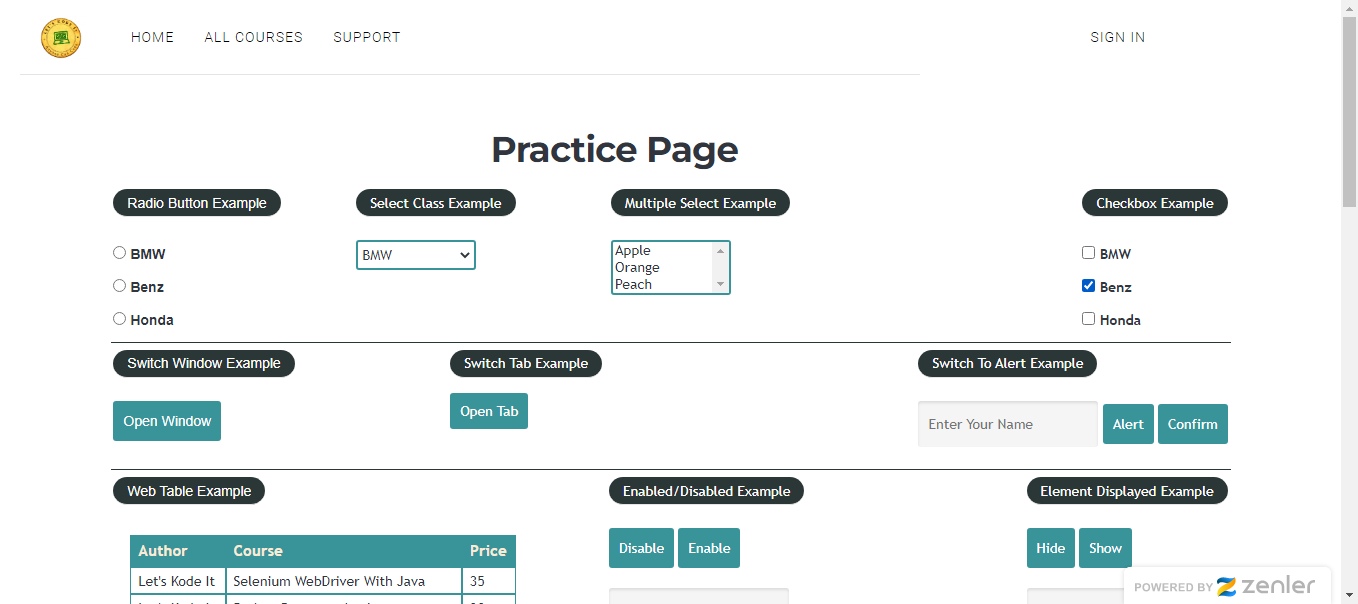 HOME ALL COURSES SUPPORT SIGN IN
Practice Page
Radio Button Example Select Class Example Multiple Select Example Checkbox Example
BMW BMW Apple BMW
Orange
Benz Peach Benz
Honda Honda
Switch Window Example Switch Tab Example Switch To Alert Example
Open Window Open Tab Enter Your Name Alert Confirm
Web Table Example Enabled/Disabled Example Element Displayed Example
Disable Enable Hide Show
Author Course Price
Let's Kode It Selenium WebDriver With Java 35
POWERED BY zenler